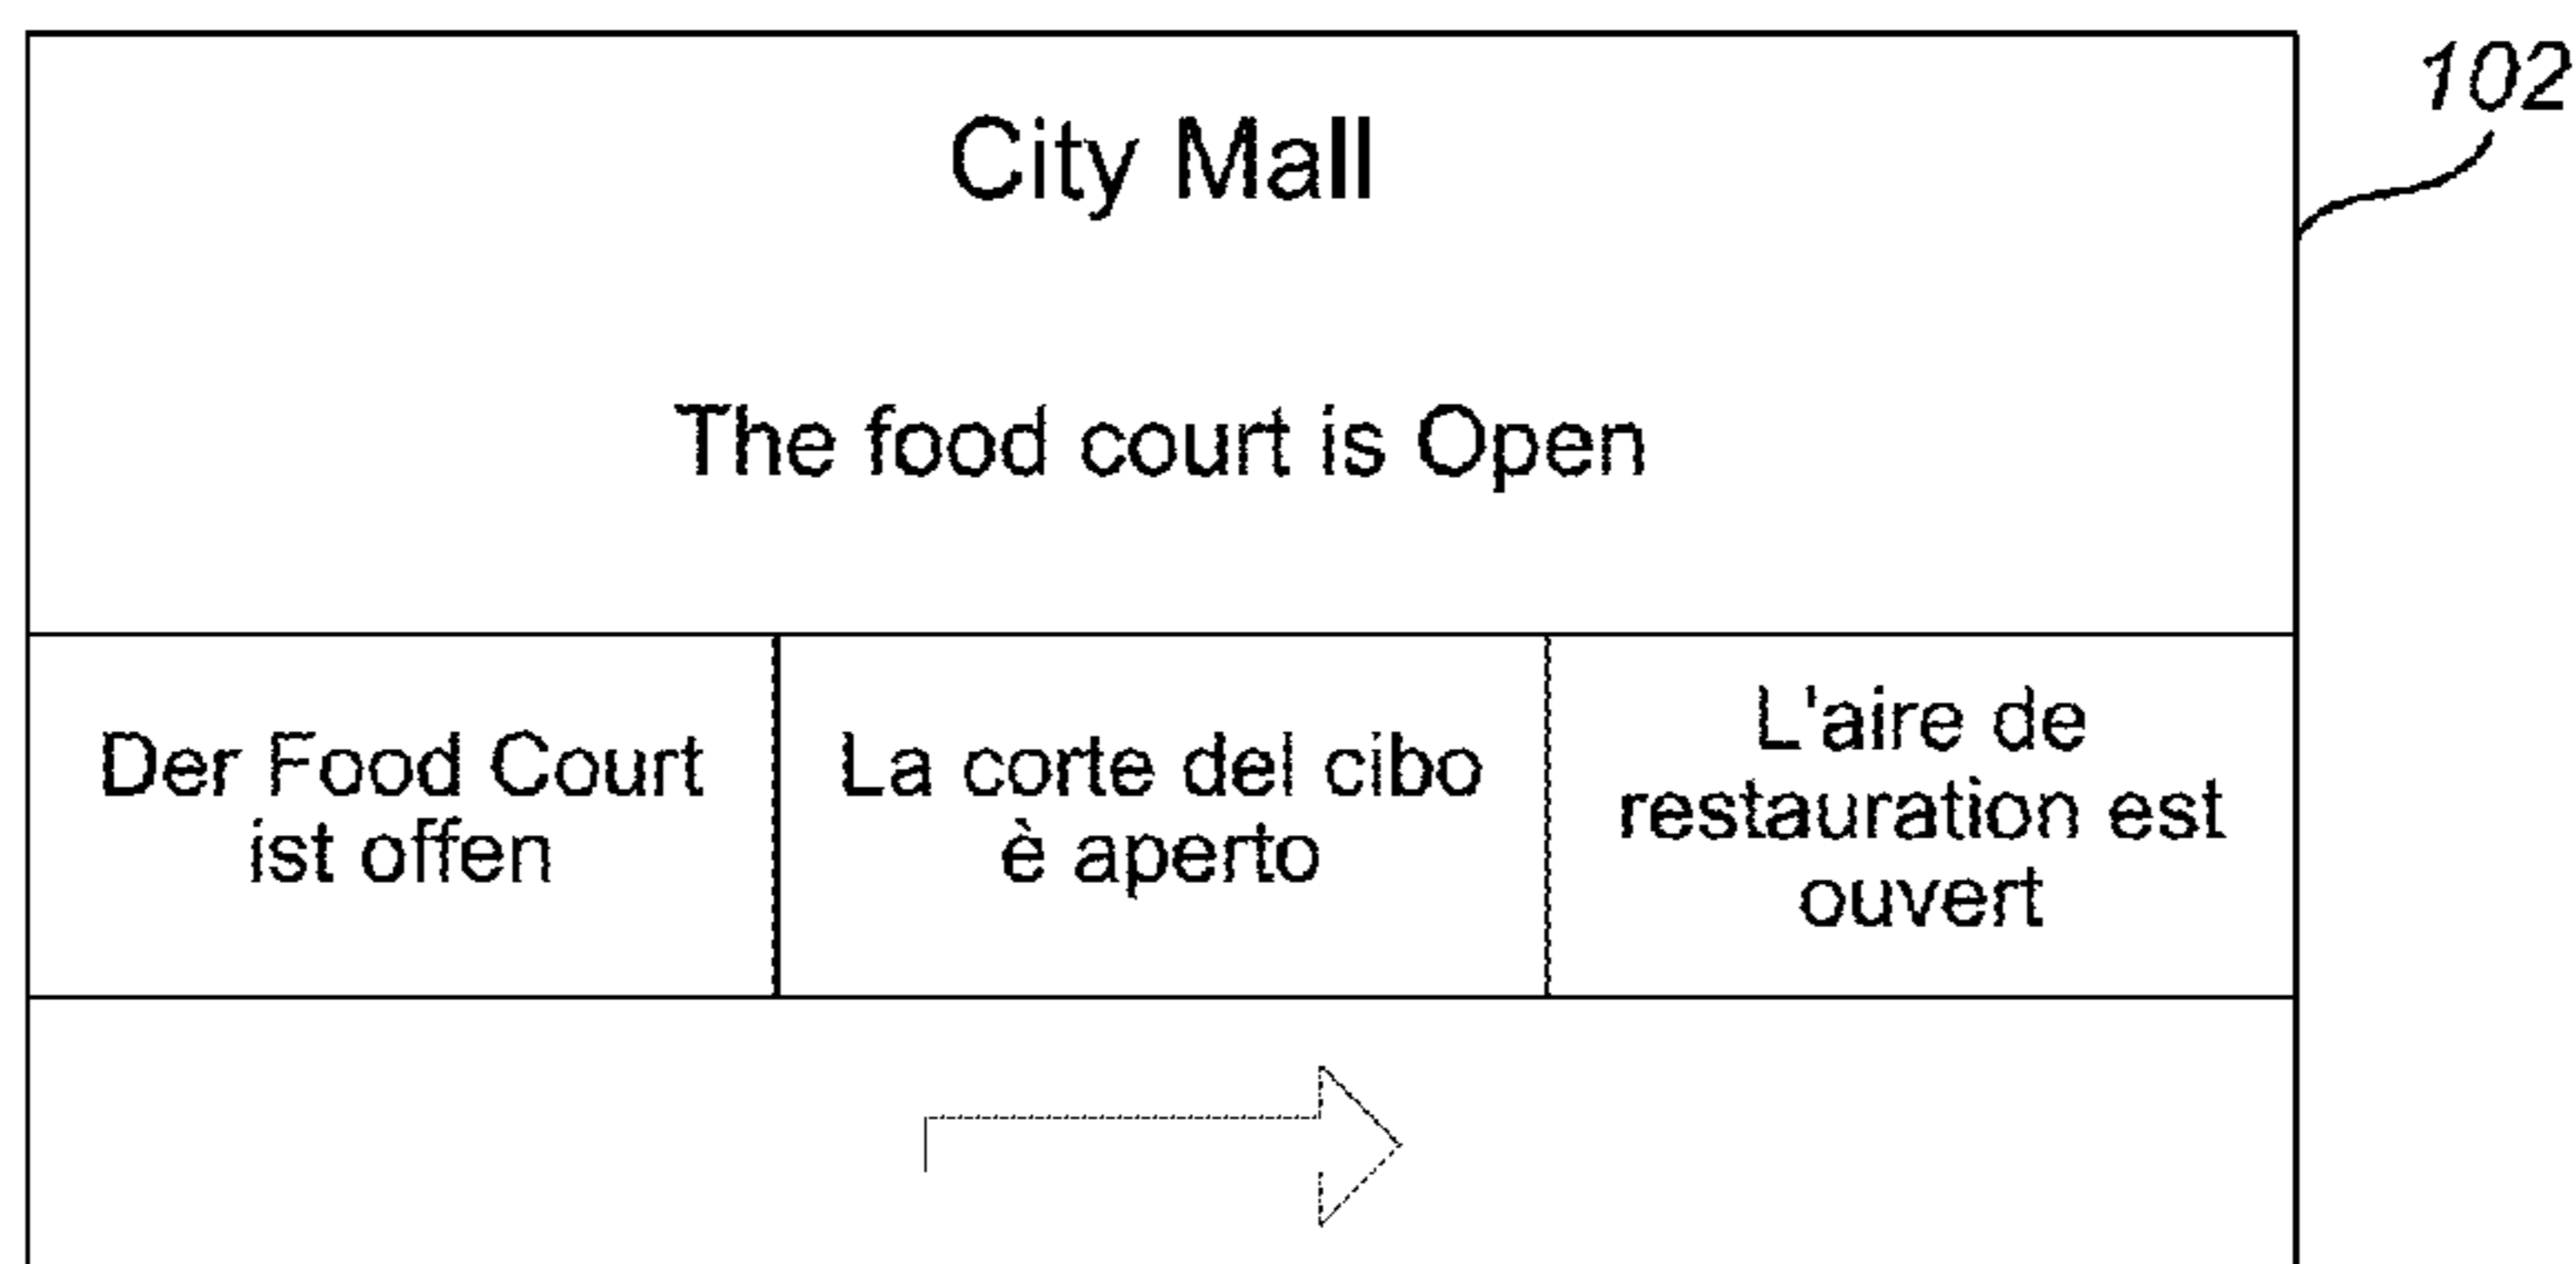 102
City Mall
The food court is Open
Der Food Court
ist offen
La corte del cibo
è aperto
L'aire de
restauration est
ouvert